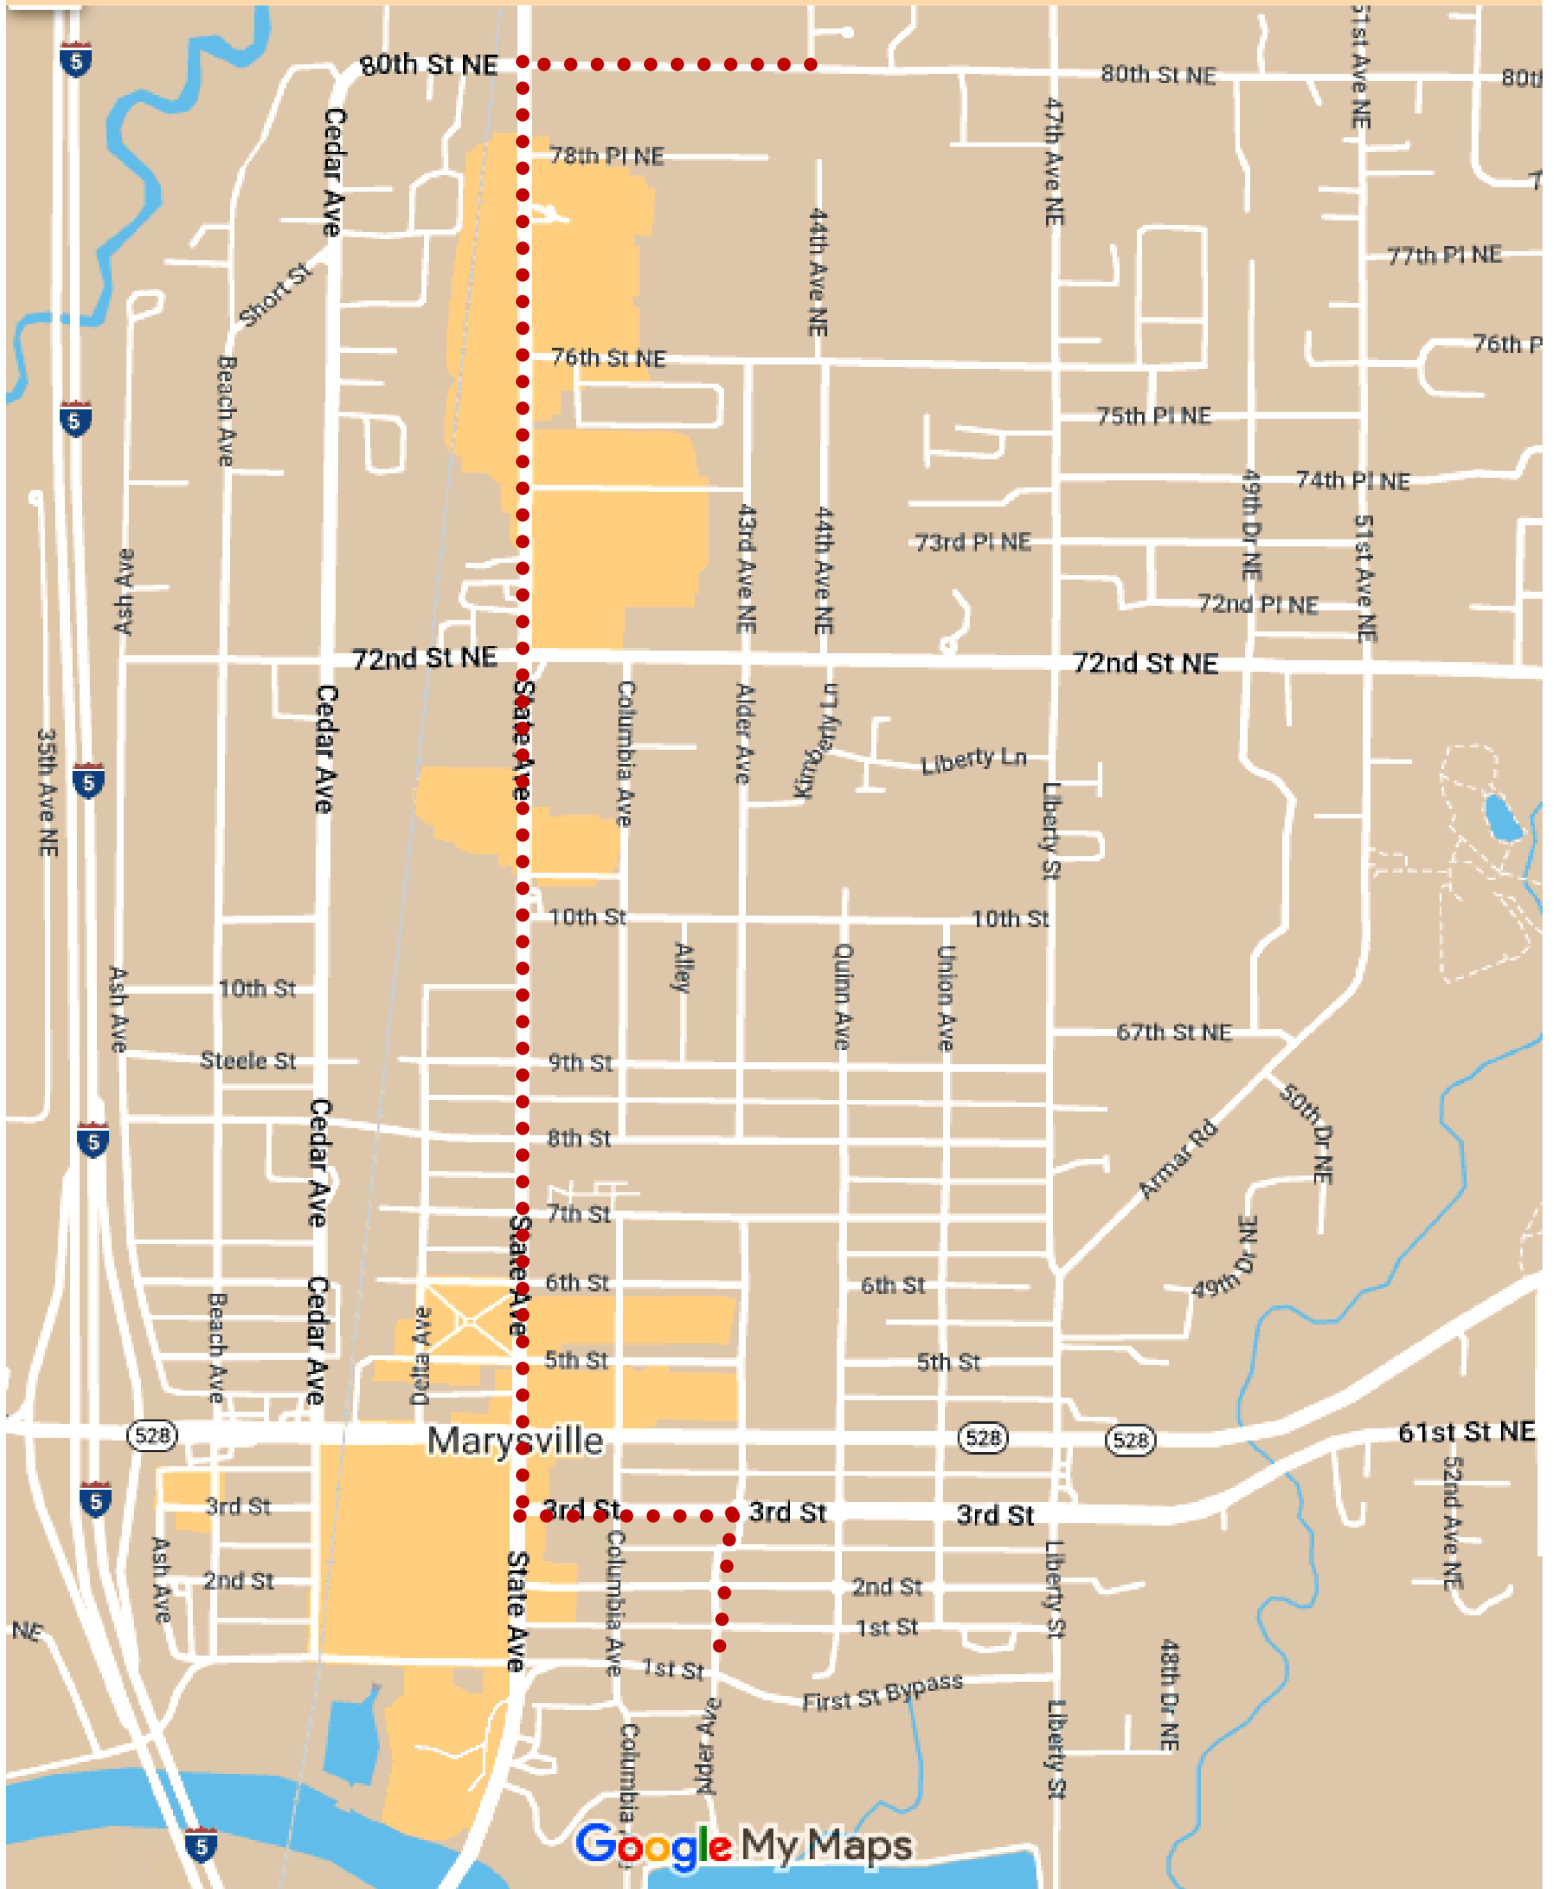 5
80th St NE
80th St NE
51st Ave NE
Cedar Ave
78th Pl NE
47th Ave NE
44th Ave NE
77th Pl NE
Short St
76th St NE
Beach Ave
5
75th Pl NE
74th Pl NE
49th Dr NE
43rd Ave NE
44th Ave NE
73rd Pl NE
51st Ave NE
Ash Ave
72nd Pl NE
72nd St NE
72nd St NE
Cedar Ave
State Ave
Columbia Ave
Alder Ave
Kimberly Ln
Liberty Ln
35th Ave NE
5
Liberty St
10th St
10th St
Alley
Quinn Ave
Union Ave
Ash Ave
10th St
67th St NE
Steele St
9th St
50th Dr NE
Cedar Ave
5
8th St
Armar Rd
7th St
State Ave
49th Dr NE
6th St
6th St
Cedar Ave
Beach Ave
Delta Ave
5th St
5th St
528
Marysville
528
528
61st St NE
5
3rd St
3rd St
3rd St
3rd St
52nd Ave NE
Ash Ave
State Ave
Columbia Ave
Liberty St
2nd St
2nd St
NE
1st St
1st St
48th Dr NE
First St Bypass
Alder Ave
Columbia
Liberty St
5
Google My Maps